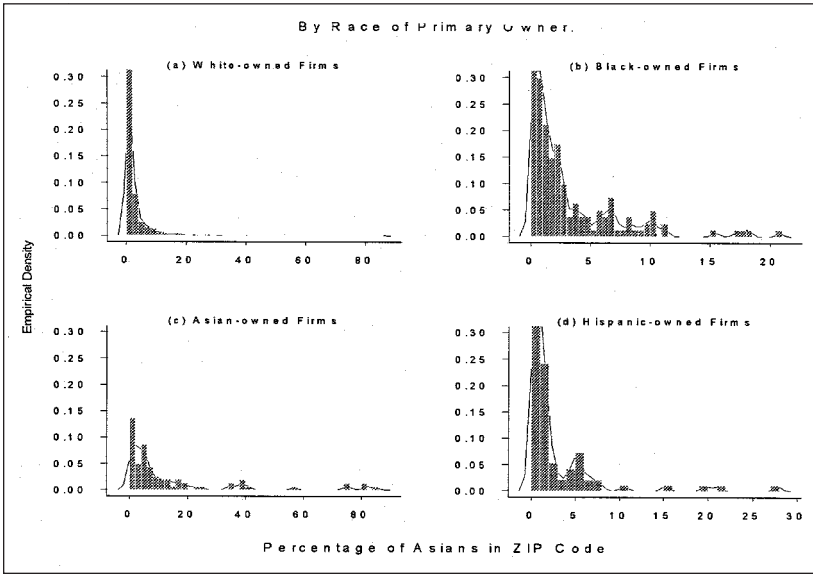 By Race of Primary Owner.
(a) White-owned Firms
(b) Black-owned Firms
0.30
0.25
0.20
0.15
0.10
0.05
0.00
0 20 40 60 80
0.30
0.25
0.20
0.15
0.10
0.05
0.00
0 5 10 15 20
Empirical Density
(c) Asian-owned Firms
(d) Hispanic-owned Firms
0.30
0.25
0.20
0.15
0.10
0.05
0.00
0 20 40 60 80
0.30
0.25
0.20
0.15
0.10
0.05
0.00
0 5 10 15 20 25 30
Percentage of Asians in ZIP Code